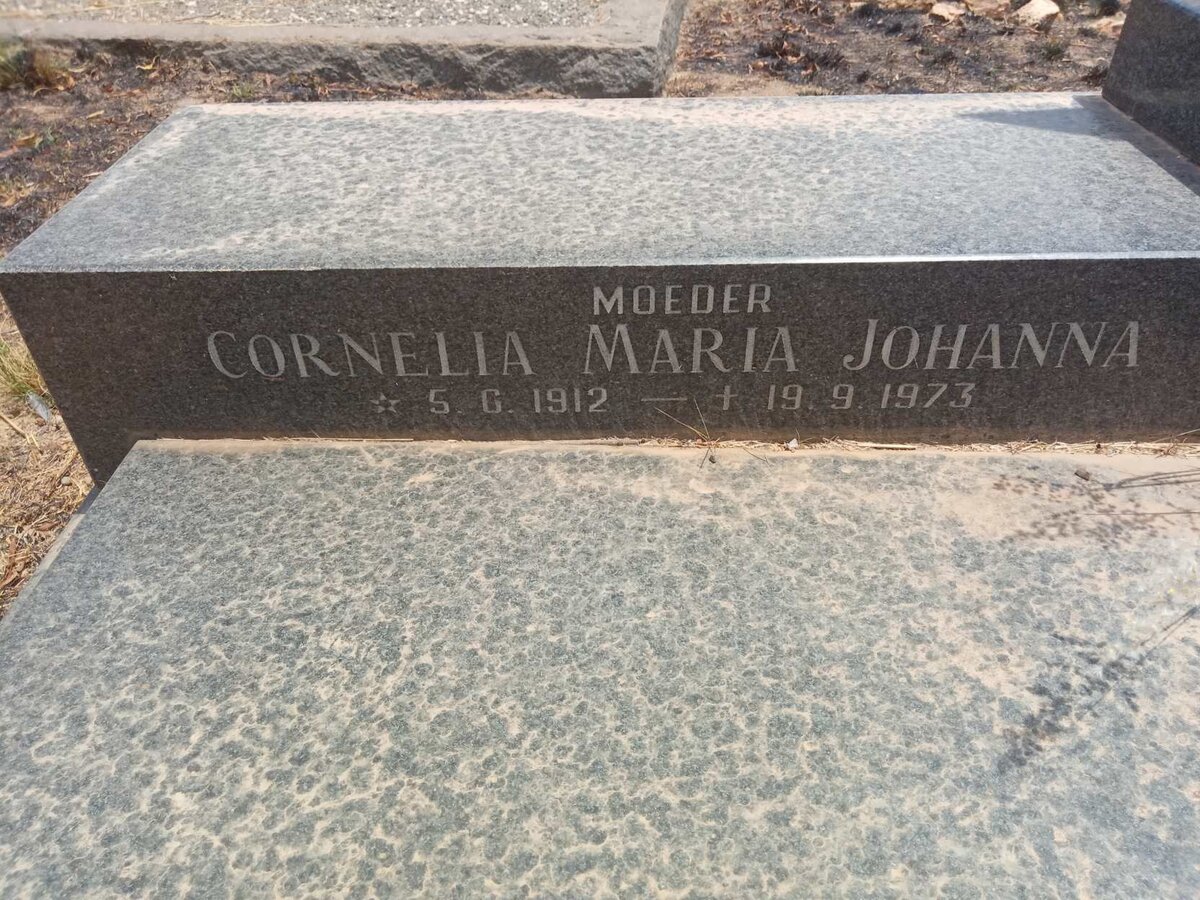 MOEDER
CORNELIA MARIA JOHANNA
☆ 5. 6. 1912 — † 19. 9. 1973